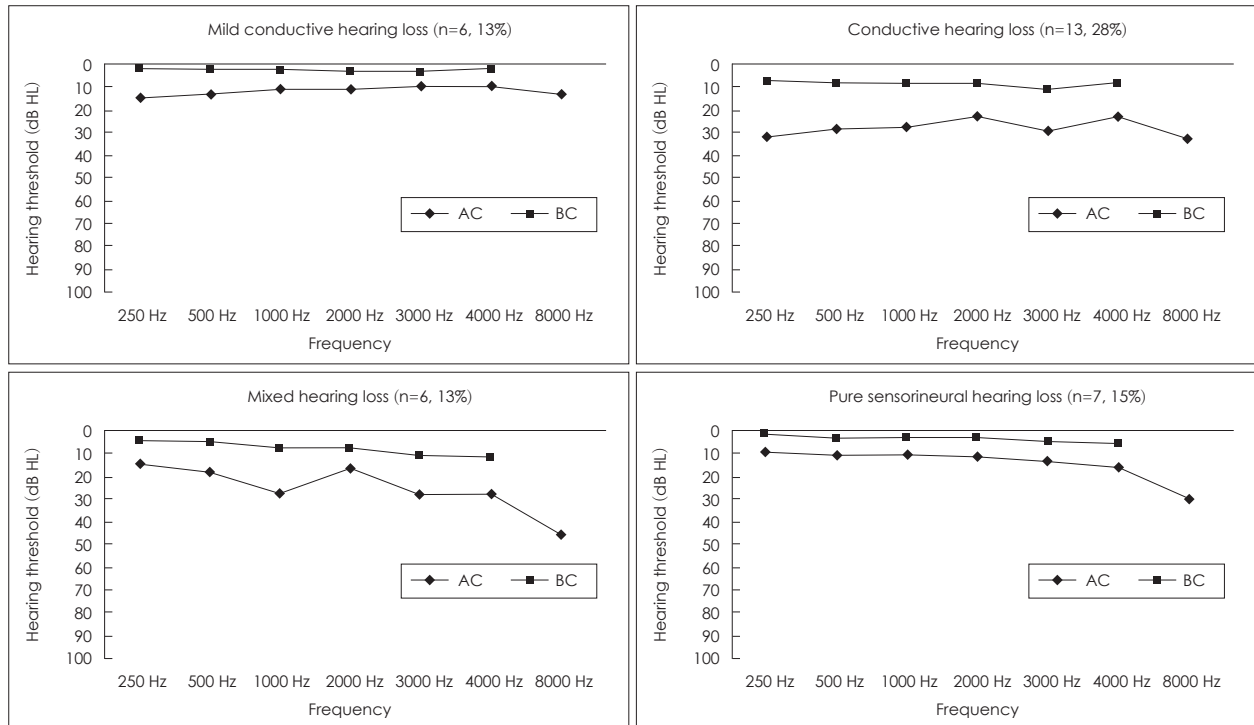 Mild conductive hearing loss (n=6, 13%)
Hearing threshold (dB HL)
0
10
20
30
40
50
60
70
80
90
100
AC BC
250 Hz 500 Hz 1000 Hz 2000 Hz 3000 Hz 4000 Hz 8000 Hz
Frequency
Conductive hearing loss (n=13, 28%)
Hearing threshold (dB HL)
0
10
20
30
40
50
60
70
80
90
100
AC BC
250 Hz 500 Hz 1000 Hz 2000 Hz 3000 Hz 4000 Hz 8000 Hz
Frequency
Mixed hearing loss (n=6, 13%)
Hearing threshold (dB HL)
0
10
20
30
40
50
60
70
80
90
100
AC BC
250 Hz 500 Hz 1000 Hz 2000 Hz 3000 Hz 4000 Hz 8000 Hz
Frequency
Pure sensorineural hearing loss (n=7, 15%)
Hearing threshold (dB HL)
0
10
20
30
40
50
60
70
80
90
100
AC BC
250 Hz 500 Hz 1000 Hz 2000 Hz 3000 Hz 4000 Hz 8000 Hz
Frequency